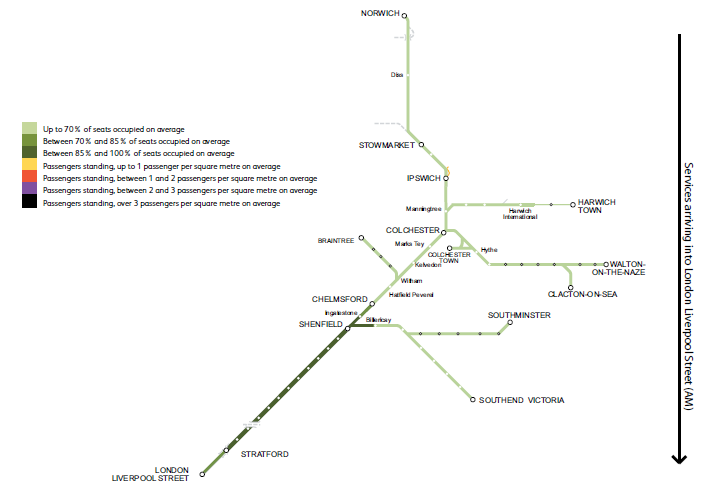 NORWICH
Diss
STOWMARKET
IPSWICH
Up to 70% of seats occupied on average
Between 70% and 85% of seats occupied on average
Between 85% and 100% of seats occupied on average
Passengers standing, up to 1 passenger per square metre on average
Passengers standing, between 1 and 2 passengers per square metre on average
Passengers standing, between 2 and 3 passengers per square metre on average
Passengers standing, over 3 passengers per square metre on average
Manningtree
Harwich
International
HARWICH
TOWN
COLCHESTER
BRAINTREE
Marks Tey
COLCHESTER
TOWN
Hythe
Kelvedon
WALTON-
ON-THE-NAZE
Witham
Hatfield Peverel
CLACTON-ON-SEA
CHELMSFORD
Ingatestone
SHENFIELD
Billericay
SOUTHMINSTER
SOUTHEND VICTORIA
STRATFORD
LONDON
LIVERPOOL STREET
Services arriving into London Liverpool Street (AM)